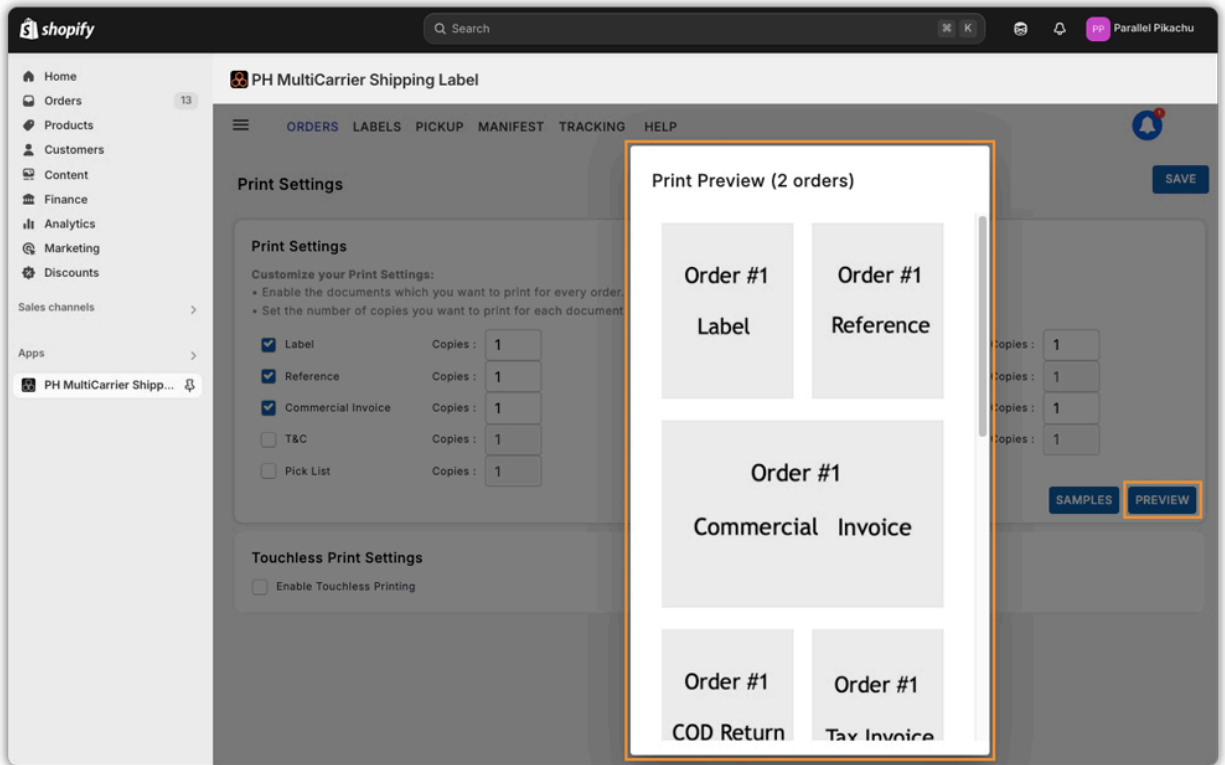 shopify
Search
⌘ K
PP Parallel Pikachu
Home
Orders 13
Products
Customers
Content
Finance
Analytics
Marketing
Discounts
Sales channels
Apps
PH MultiCarrier Shipp...
PH MultiCarrier Shipping Label
ORDERS LABELS PICKUP MANIFEST TRACKING HELP
Print Settings
SAVE
Print Settings
Customize your Print Settings:
• Enable the documents which you want to print for every order.
• Set the number of copies you want to print for each document
Label Copies : 1
Reference Copies : 1
Commercial Invoice Copies : 1
T&C Copies : 1
Pick List Copies : 1
Copies : 1
Copies : 1
Copies : 1
Copies : 1
SAMPLES PREVIEW
Touchless Print Settings
Enable Touchless Printing
Print Preview (2 orders)
Order #1
Label
Order #1
Reference
Order #1
Commercial Invoice
Order #1
COD Return
Order #1
Tax Invoice